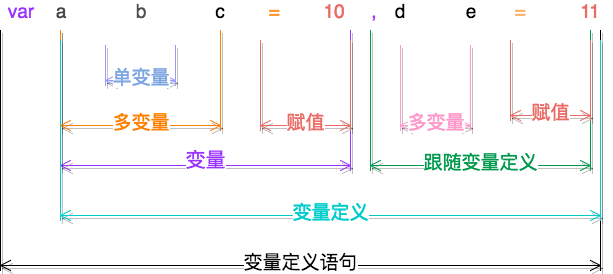 var a b c = 10 , d e = 11
单变量
多变量 赋值 多变量 赋值
变量 跟随变量定义
变量定义
变量定义语句